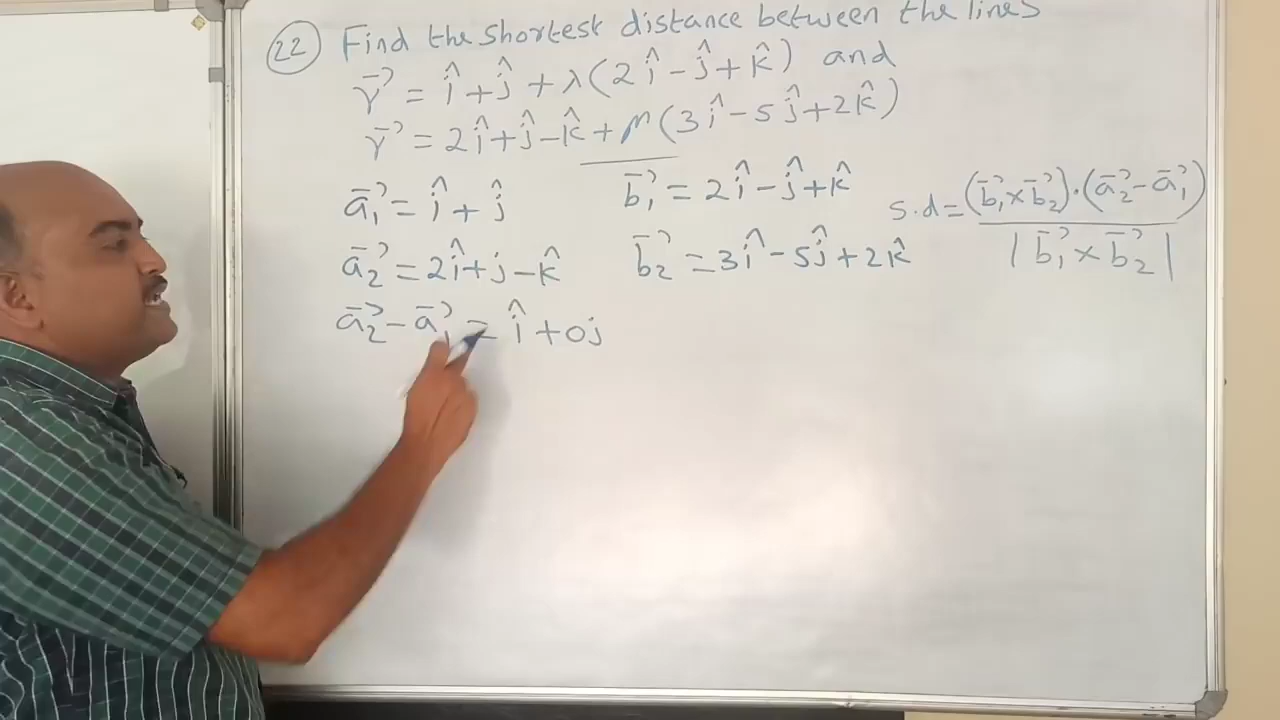 22 Find the shortest distance between the lines
r⃗ = î + ĵ + λ(2î - ĵ + k̂) and
r⃗ = 2î + ĵ - k̂ + μ(3î - 5ĵ + 2k̂)
a⃗₁ = î + ĵ
b⃗₁ = 2î - ĵ + k̂
s.d = (b⃗₁ × b⃗₂)·(a⃗₂ - a⃗₁) / |b⃗₁ × b⃗₂|
a⃗₂ = 2î + j - k̂
b⃗₂ = 3î - 5ĵ + 2k̂
a⃗₂ - a⃗₁ = î + 0j